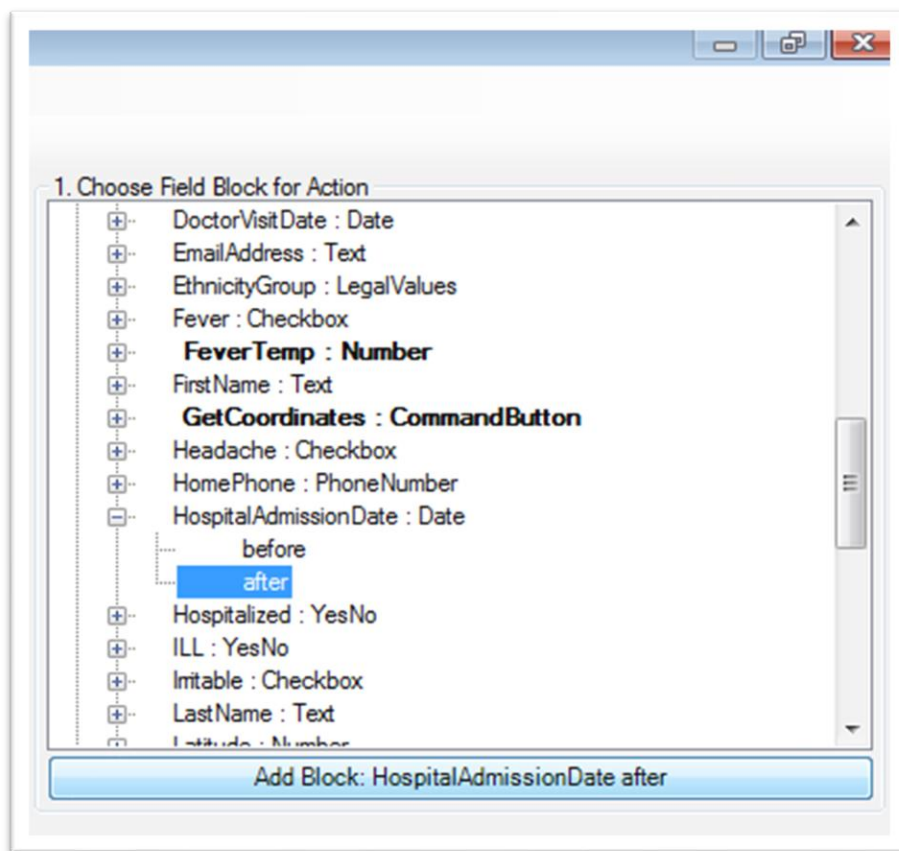 1. Choose Field Block for Action
DoctorVisitDate : Date
EmailAddress : Text
EthnicityGroup : LegalValues
Fever : Checkbox
FeverTemp : Number
FirstName : Text
GetCoordinates : CommandButton
Headache : Checkbox
HomePhone : PhoneNumber
HospitalAdmissionDate : Date
before
after
Hospitalized : YesNo
ILL : YesNo
Irritable : Checkbox
LastName : Text
Latitude : Number
Add Block: HospitalAdmissionDate after